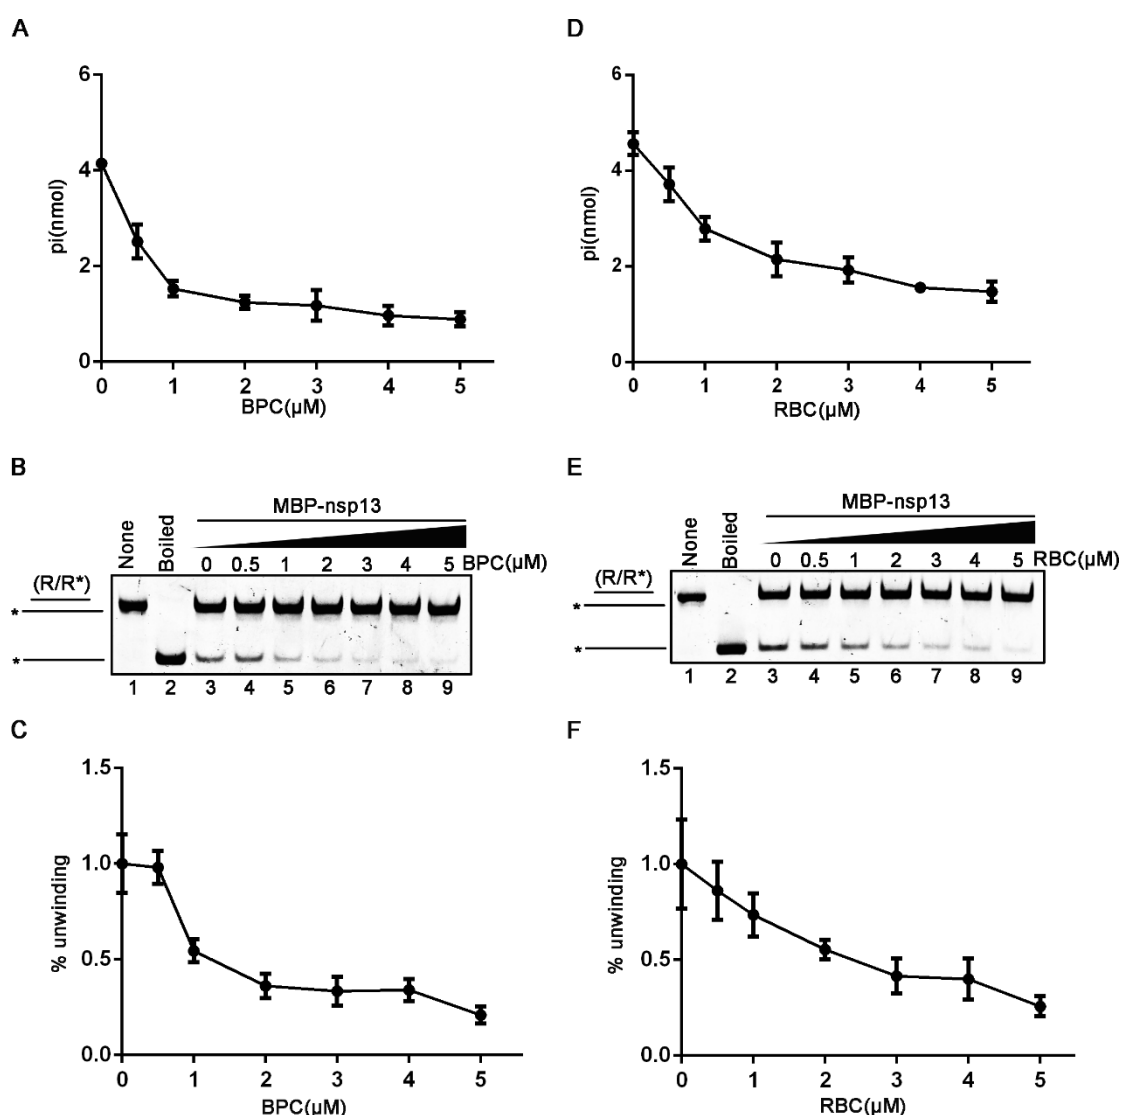 A
6
4
2
0
pi(nmol)
0 1 2 3 4 5
BPC(µM)
D
6
4
2
0
pi(nmol)
0 1 2 3 4 5
RBC(µM)
B
MBP-nsp13
None
Boiled
0 0.5 1 2 3 4 5 BPC(µM)
(R/R*)
*
*
1 2 3 4 5 6 7 8 9
E
MBP-nsp13
None
Boiled
0 0.5 1 2 3 4 5 RBC(µM)
(R/R*)
*
*
1 2 3 4 5 6 7 8 9
C
1.5
1.0
0.5
0.0
% unwinding
0 1 2 3 4 5
BPC(µM)
F
1.5
1.0
0.5
0.0
% unwinding
0 1 2 3 4 5
RBC(µM)